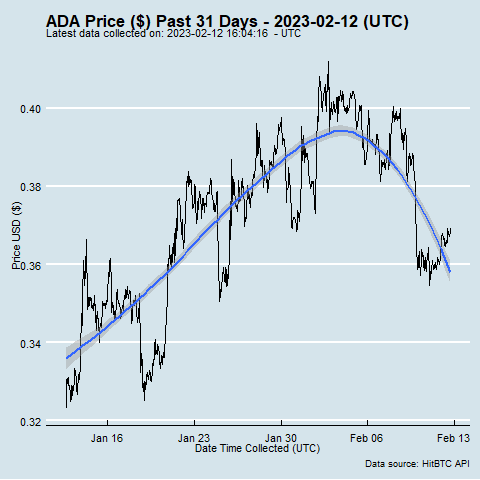 ADA Price ($) Past 31 Days - 2023-02-12 (UTC)
Latest data collected on: 2023-02-12 16:04:16 - UTC
Price USD ($)
0.40
0.38
0.36
0.34
0.32
Jan 16 Jan 23 Jan 30 Feb 06 Feb 13
Date Time Collected (UTC)
Data source: HitBTC API